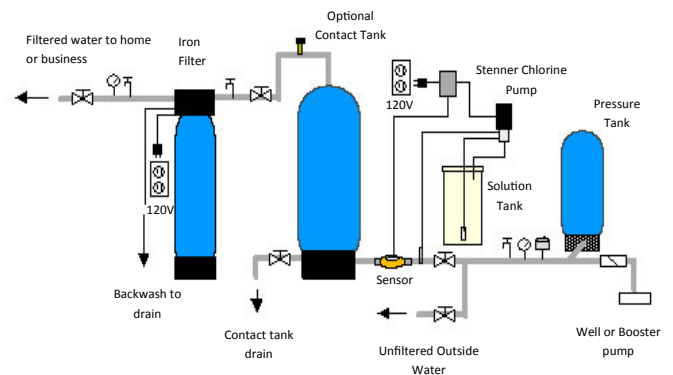 Optional
Contact Tank
Filtered water to home
or business
Iron
Filter
Stenner Chlorine
Pump
120V
Pressure
Tank
Solution
Tank
120V
Sensor
Backwash to
drain
Contact tank
drain
Unfiltered Outside
Water
Well or Booster
pump